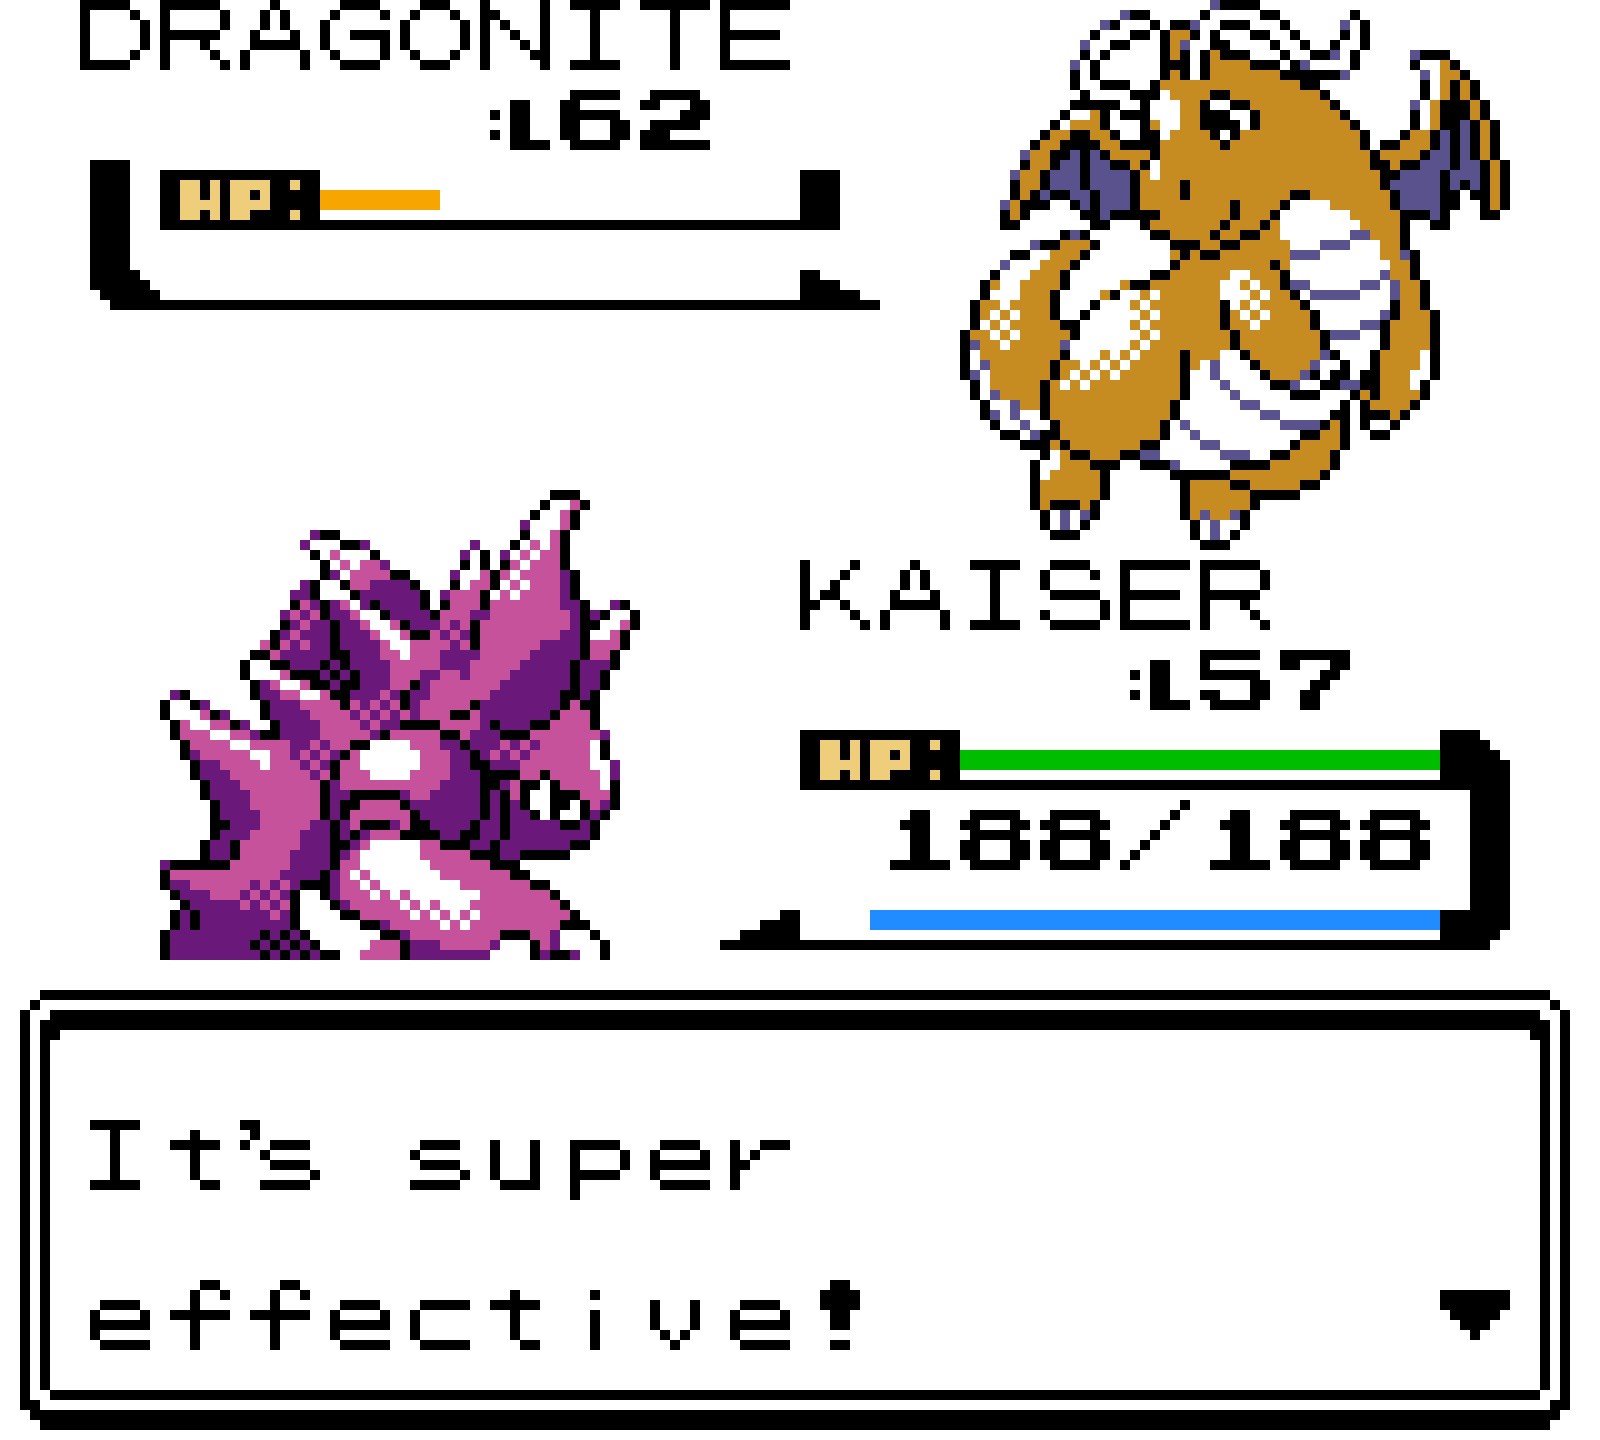 DRAGONITE
:L62
HP:
KAISER
:L57
HP:
188/188
It's super
effective!